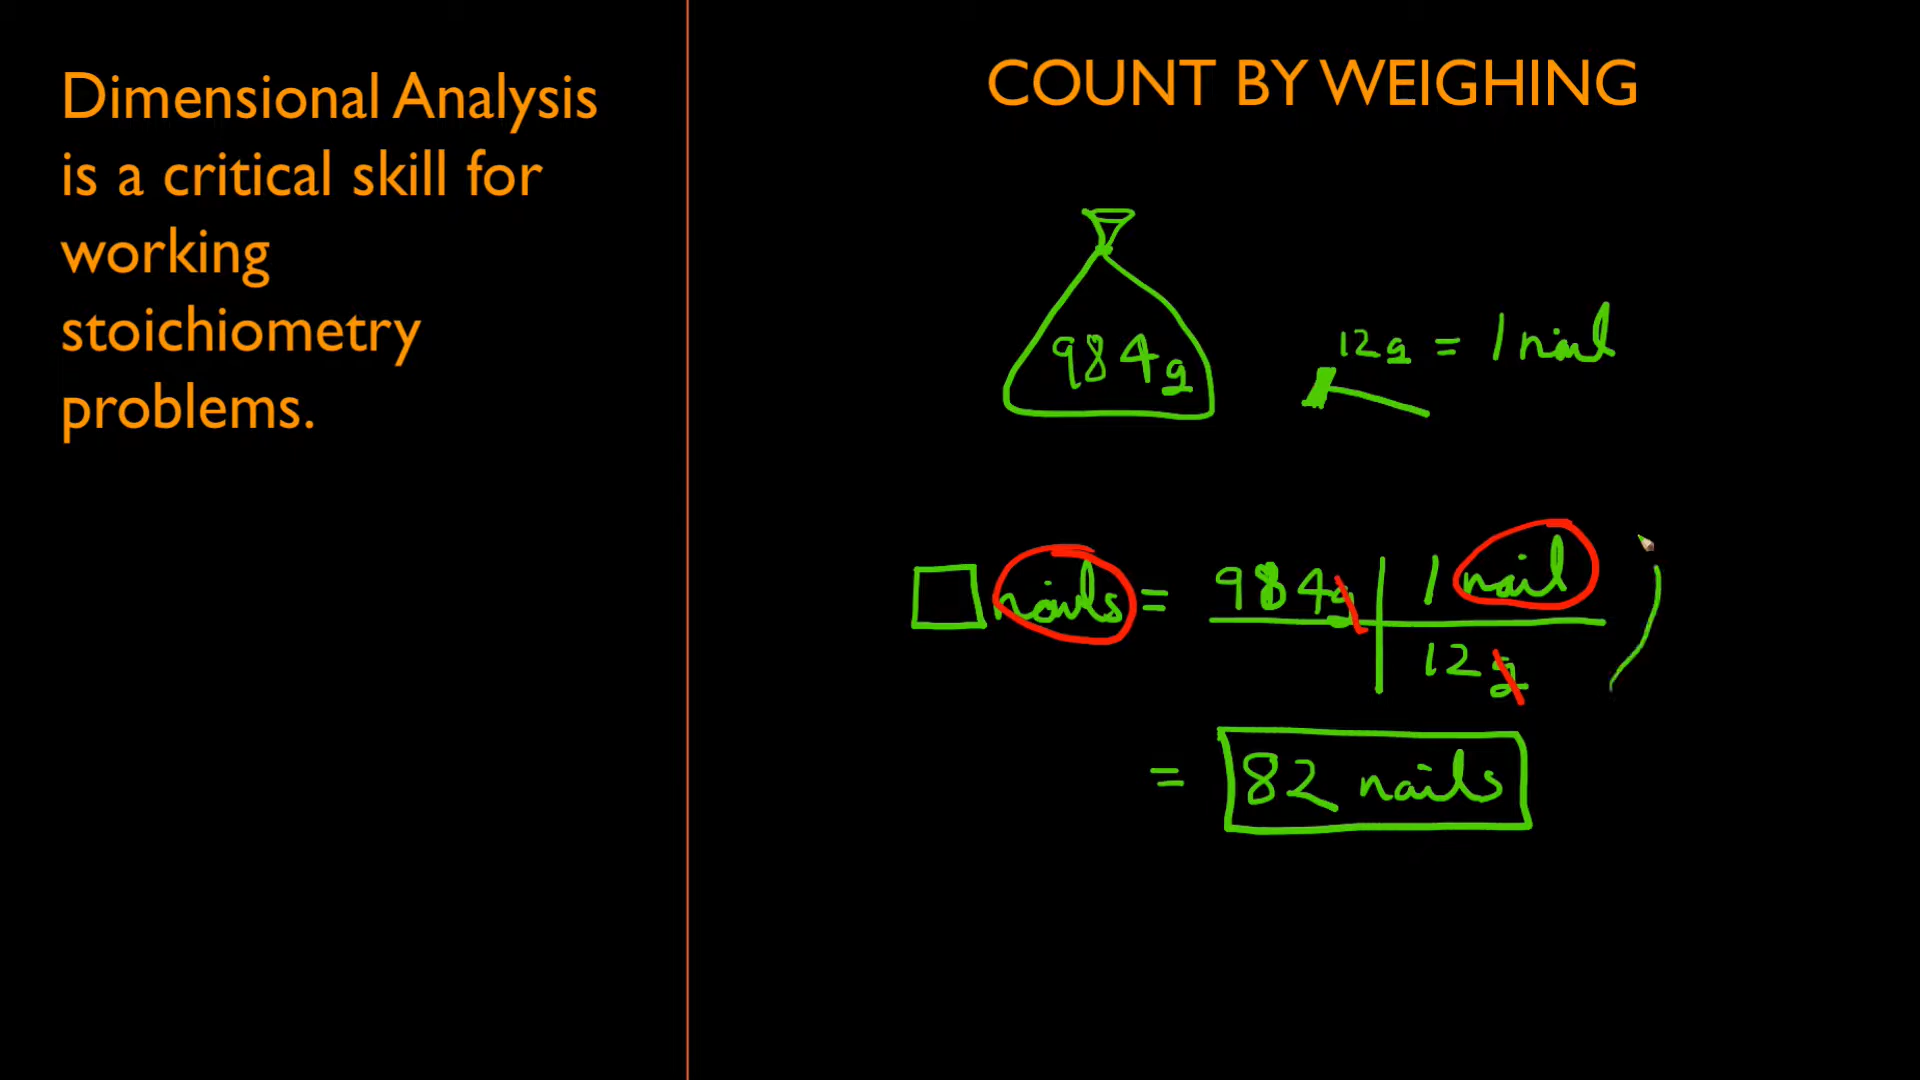 Dimensional Analysis
is a critical skill for
working
stoichiometry
problems.
COUNT BY WEIGHING
984g
12g = 1 nail
nails = 984g | 1 nail
12g
= 82 nails